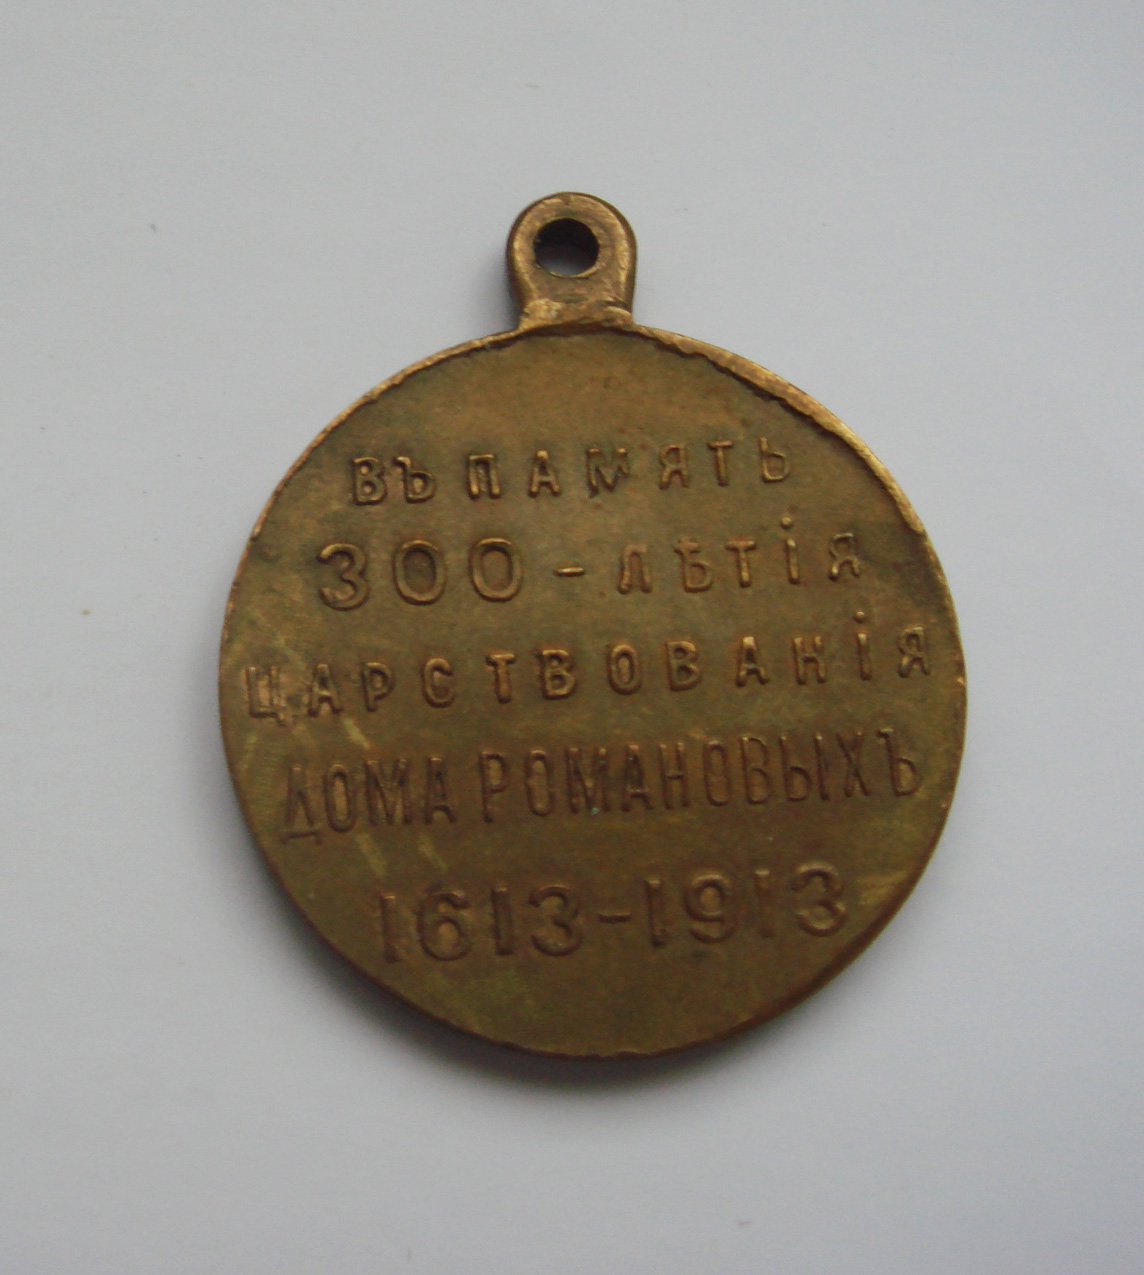 ВЪ ПАМЯТЬ
300-ЛѢТІЯ
ЦАРСТВОВАНІЯ
ДОМА РОМАНОВЫХЪ
1613-1913